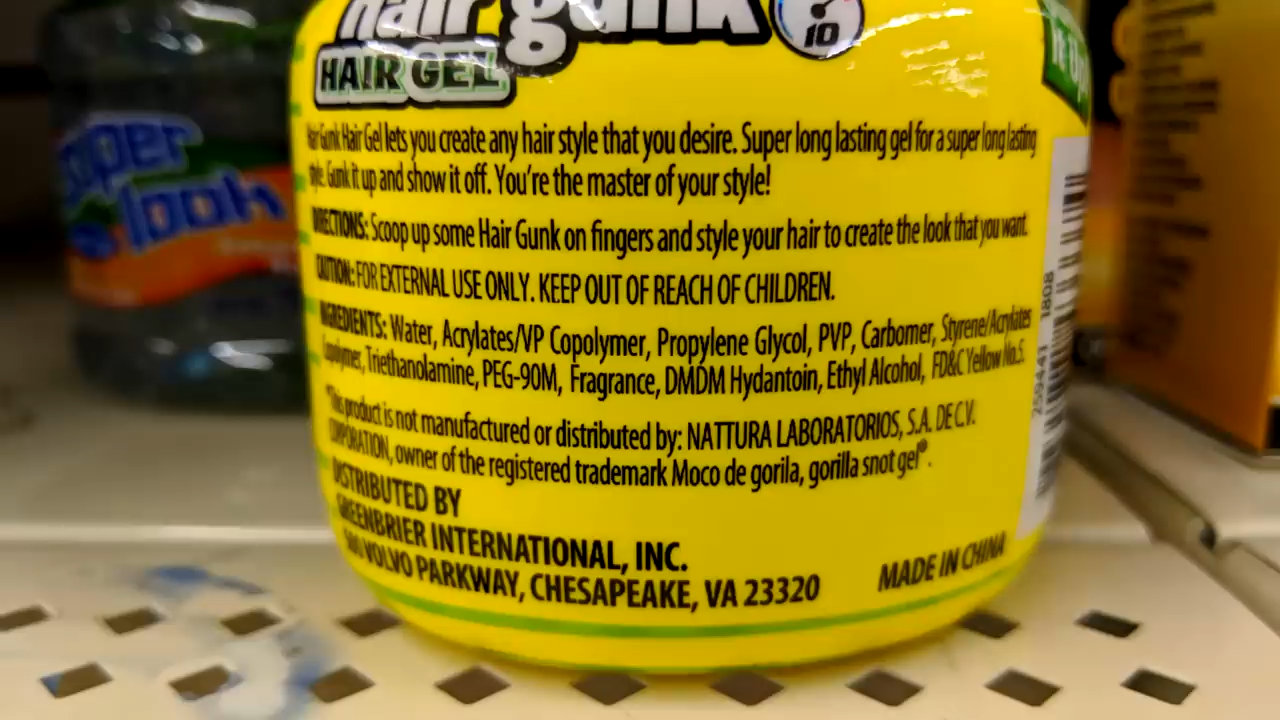 hair gunk
10
HAIR GEL
Super
look
Hair Gunk Hair Gel lets you create any hair style that you desire. Super long lasting gel for a super long lasting
style. Gunk it up and show it off. You're the master of your style!
DIRECTIONS: Scoop up some Hair Gunk on fingers and style your hair to create the look that you want.
CAUTION: FOR EXTERNAL USE ONLY. KEEP OUT OF REACH OF CHILDREN.
INGREDIENTS: Water, Acrylates/VP Copolymer, Propylene Glycol, PVP, Carbomer, Styrene/Acrylates
Copolymer, Triethanolamine, PEG-90M, Fragrance, DMDM Hydantoin, Ethyl Alcohol, FD&C Yellow No.5.
*This product is not manufactured or distributed by: NATTURA LABORATORIOS, S.A. DE C.V.
CORPORATION, owner of the registered trademark Moco de gorila, gorilla snot gel®.
DISTRIBUTED BY
GREENBRIER INTERNATIONAL, INC.
VOLVO PARKWAY, CHESAPEAKE, VA 23320
MADE IN CHINA
1808